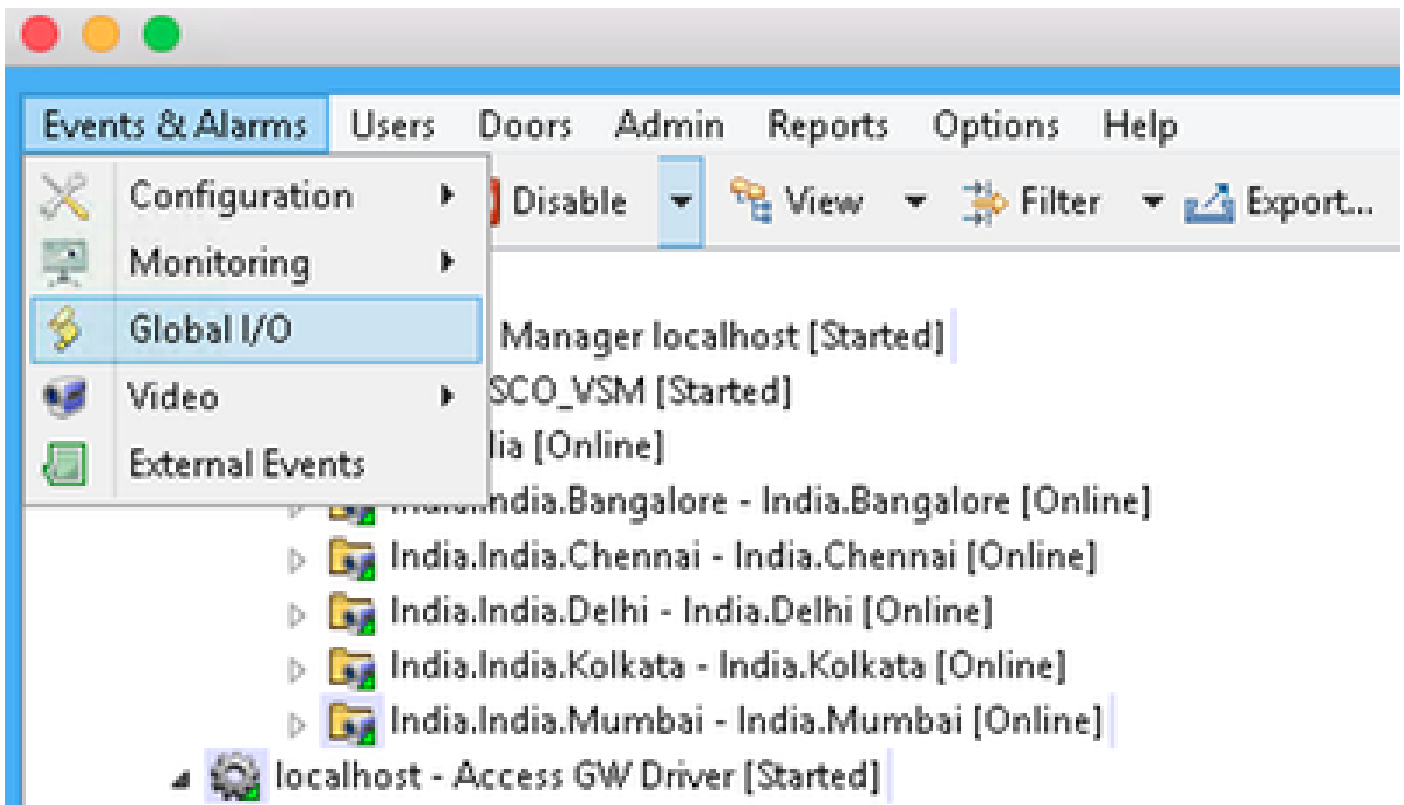 Events & Alarms Users Doors Admin Reports Options Help
Configuration
Disable View Filter Export...
Monitoring
Global I/O
Manager localhost [Started]
Video
SCO_VSM [Started]
lia [Online]
External Events
India.Bangalore - India.Bangalore [Online]
India.India.Chennai - India.Chennai [Online]
India.India.Delhi - India.Delhi [Online]
India.India.Kolkata - India.Kolkata [Online]
India.India.Mumbai - India.Mumbai [Online]
localhost - Access GW Driver [Started]